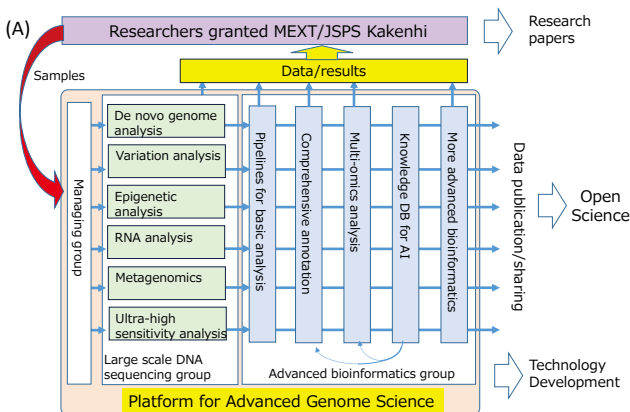 (A)
Researchers granted MEXT/JSPS Kakenhi
Research
papers
Samples
Data/results
Managing group
De novo genome
analysis
Variation analysis
Epigenetic
analysis
RNA analysis
Metagenomics
Ultra-high
sensitivity analysis
Large scale DNA
sequencing group
Pipelines for basic analysis
Comprehensive annotation
Multi-omics analysis
Knowledge DB for AI
More advanced bioinformatics
Advanced bioinformatics group
Data publication/sharing
Open
Science
Technology
Development
Platform for Advanced Genome Science